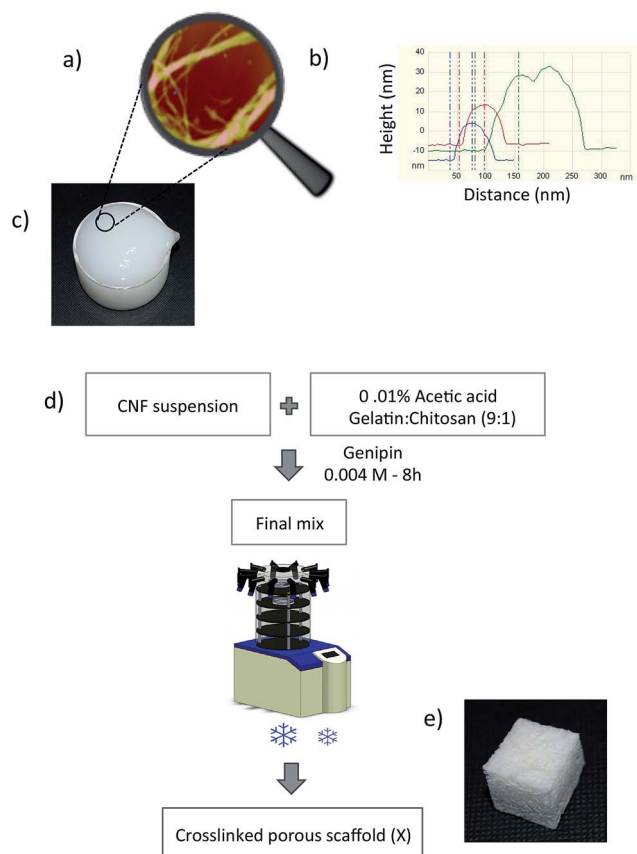 a)
b)
Height (nm)
40
30
20
10
0
-10
nm
50
100
150
200
250
300
nm
Distance (nm)
c)
d)
CNF suspension
0 .01% Acetic acid
Gelatin:Chitosan (9:1)
Genipin
0.004 M - 8h
Final mix
e)
Crosslinked porous scaffold (X)